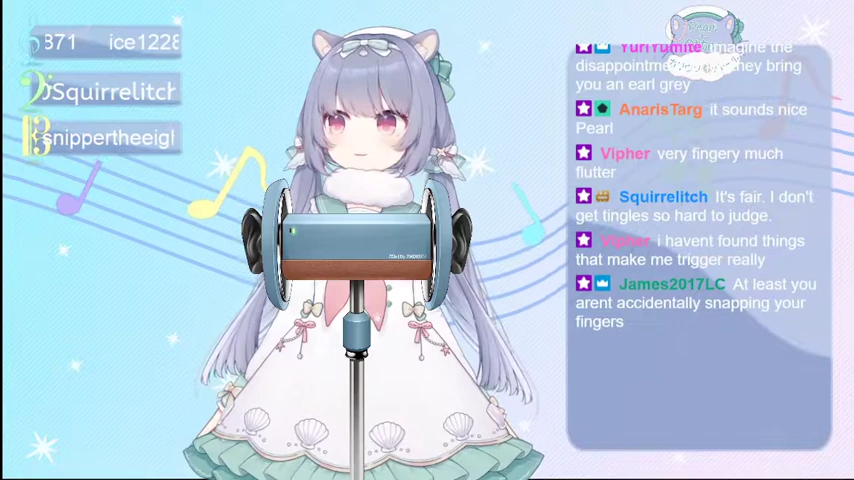 371 ice1228
Squirrelitch
snippertheeigh
YuriYumite imagine the
disappointme they bring
you an earl grey
AnarisTarg it sounds nice
Pearl
Vipher very fingery much
flutter
Squirrelitch It's fair. I don't
get tingles so hard to judge.
Vipher i havent found things
that make me trigger really
James2017LC At least you
arent accidentally snapping your
fingers